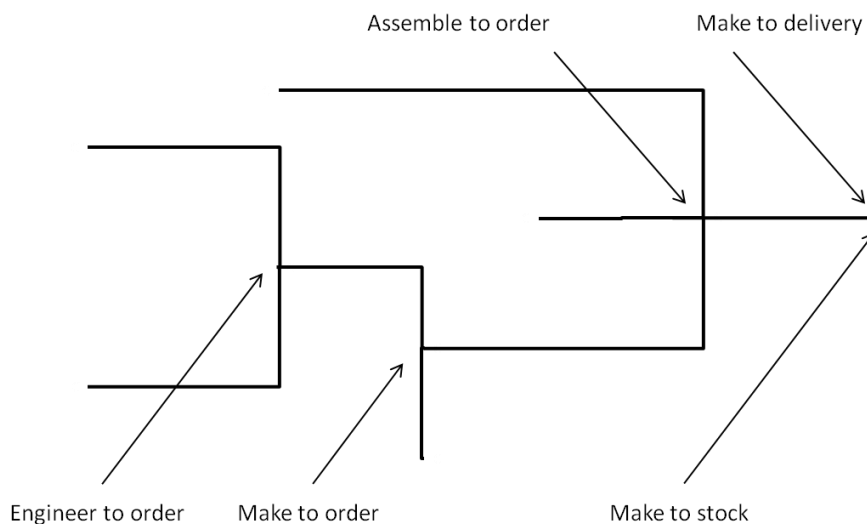 Assemble to order
Make to delivery
Engineer to order
Make to order
Make to stock